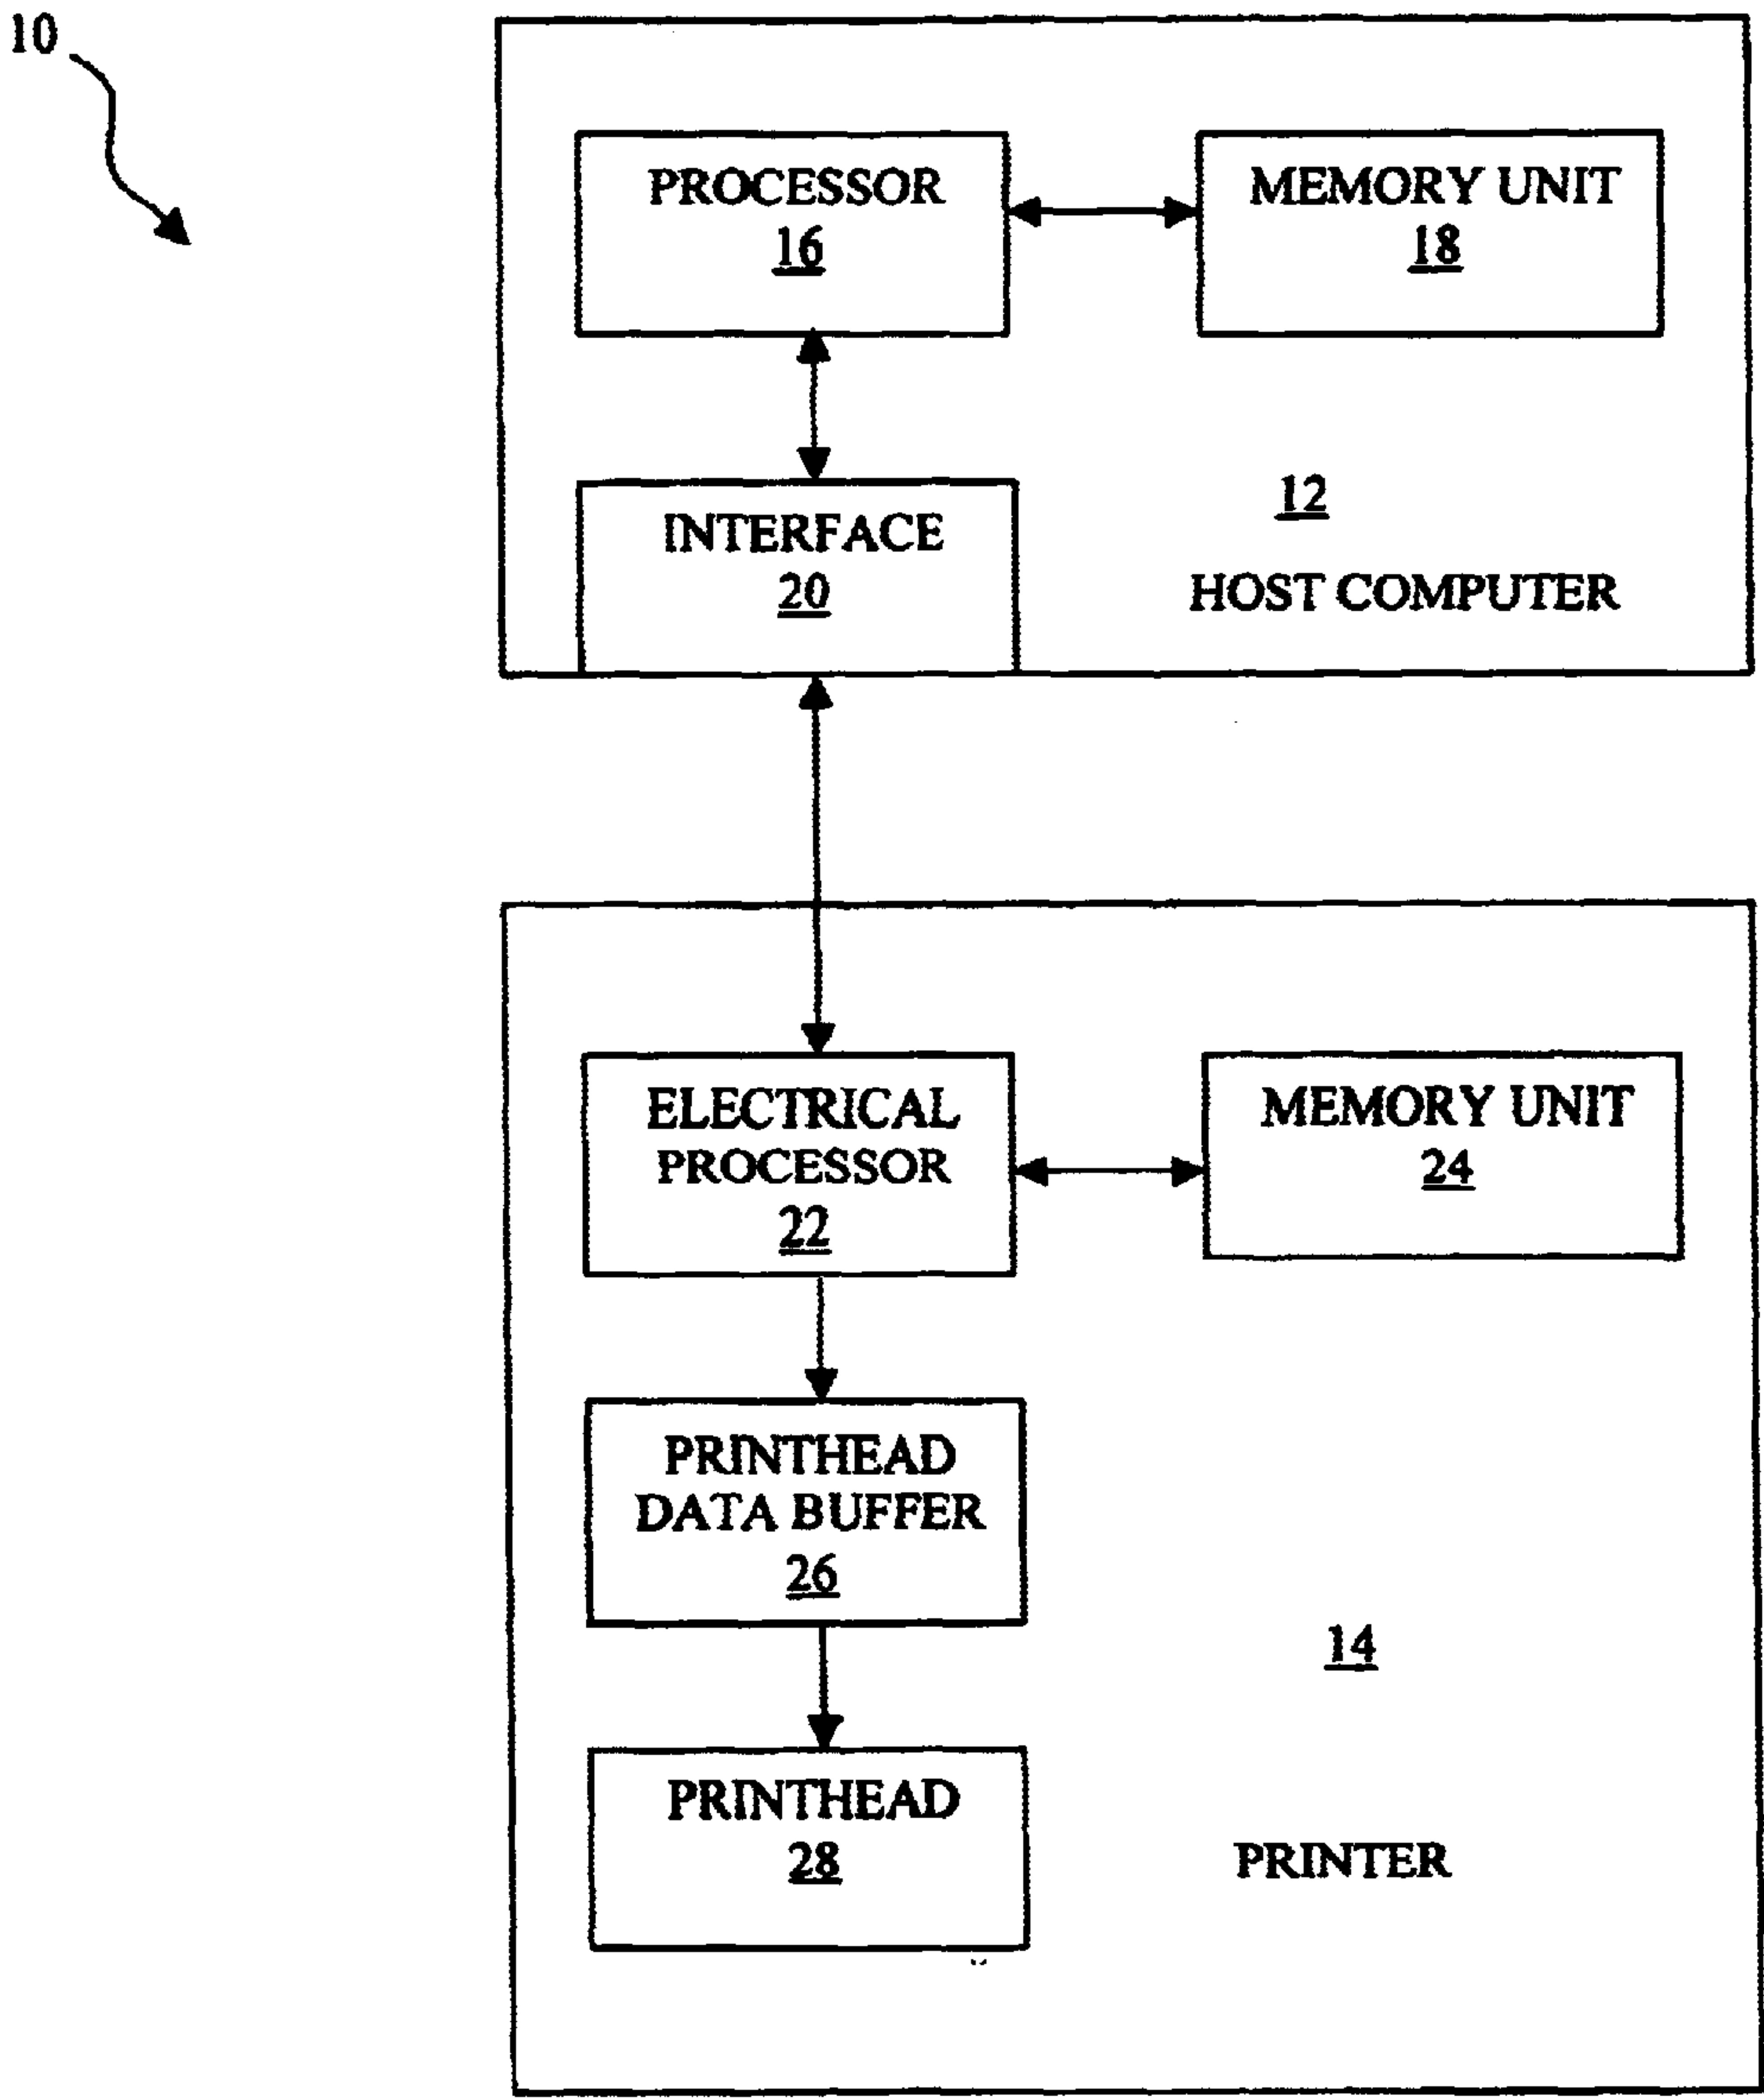 10
PROCESSOR
16
MEMORY UNIT
18
INTERFACE
20
12
HOST COMPUTER
ELECTRICAL
PROCESSOR
22
MEMORY UNIT
24
PRINTHEAD
DATA BUFFER
26
14
PRINTHEAD
28
PRINTER